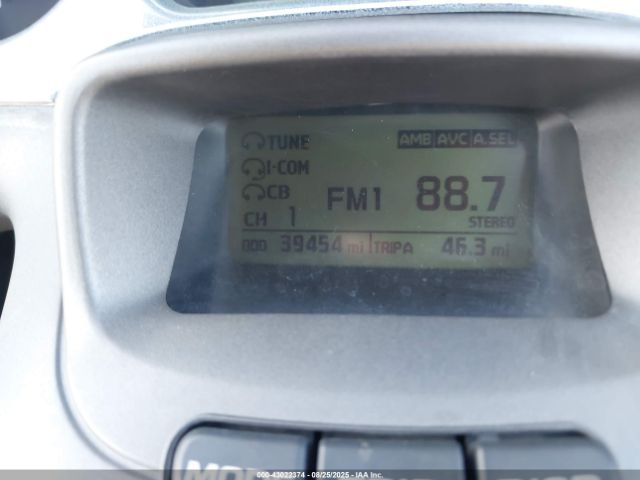 TUNE AMB AVC A.SEL
I-COM
CB FM1 88.7
CH 1 STEREO
ODO 39454 mi TRIPA 46.3 mi
000-43022374 - 08/25/2025 - IAA Inc.